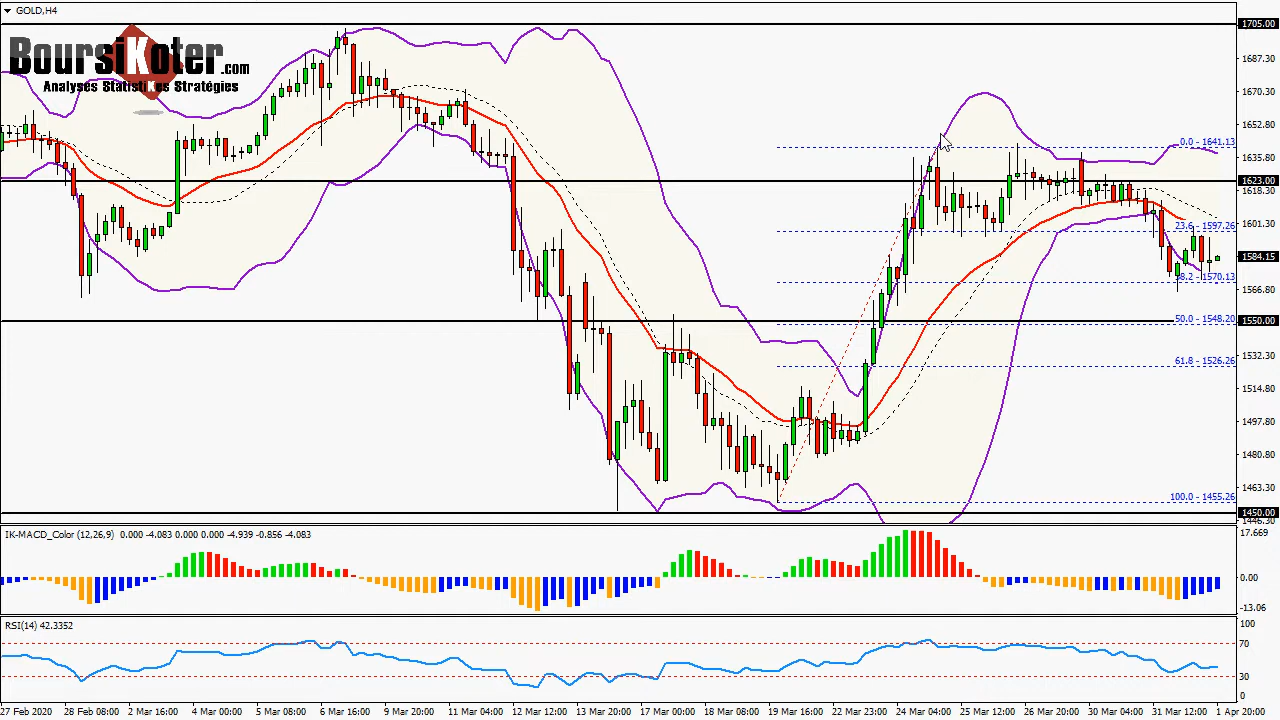 GOLD,H4
BoursiKoter.com
Analyses StatistiKes Stratégies
1705.00
1687.30
1670.30
1652.80
0.0 - 1641.13
1635.80
1623.00
1618.30
1601.30
23.6 - 1597.26
1584.15
38.2 - 1570.13
1566.80
1550.00
50.0 - 1548.20
1532.30
61.8 - 1526.26
1514.80
1497.80
1480.80
1463.30
100.0 - 1455.26
1450.00
1446.30
IK-MACD_Color (12,26,9) 0.000 -4.083 0.000 0.000 -4.939 -0.856 -4.083
17.669
0.00
-13.06
RSI(14) 42.3352
100
70
30
0
27 Feb 2020 28 Feb 08:00 2 Mar 16:00 4 Mar 00:00 5 Mar 08:00 6 Mar 16:00 9 Mar 20:00 11 Mar 04:00 12 Mar 12:00 13 Mar 20:00 17 Mar 00:00 18 Mar 08:00 19 Mar 16:00 22 Mar 23:00 24 Mar 04:00 25 Mar 12:00 26 Mar 20:00 30 Mar 04:00 31 Mar 12:00 1 Apr 20:00